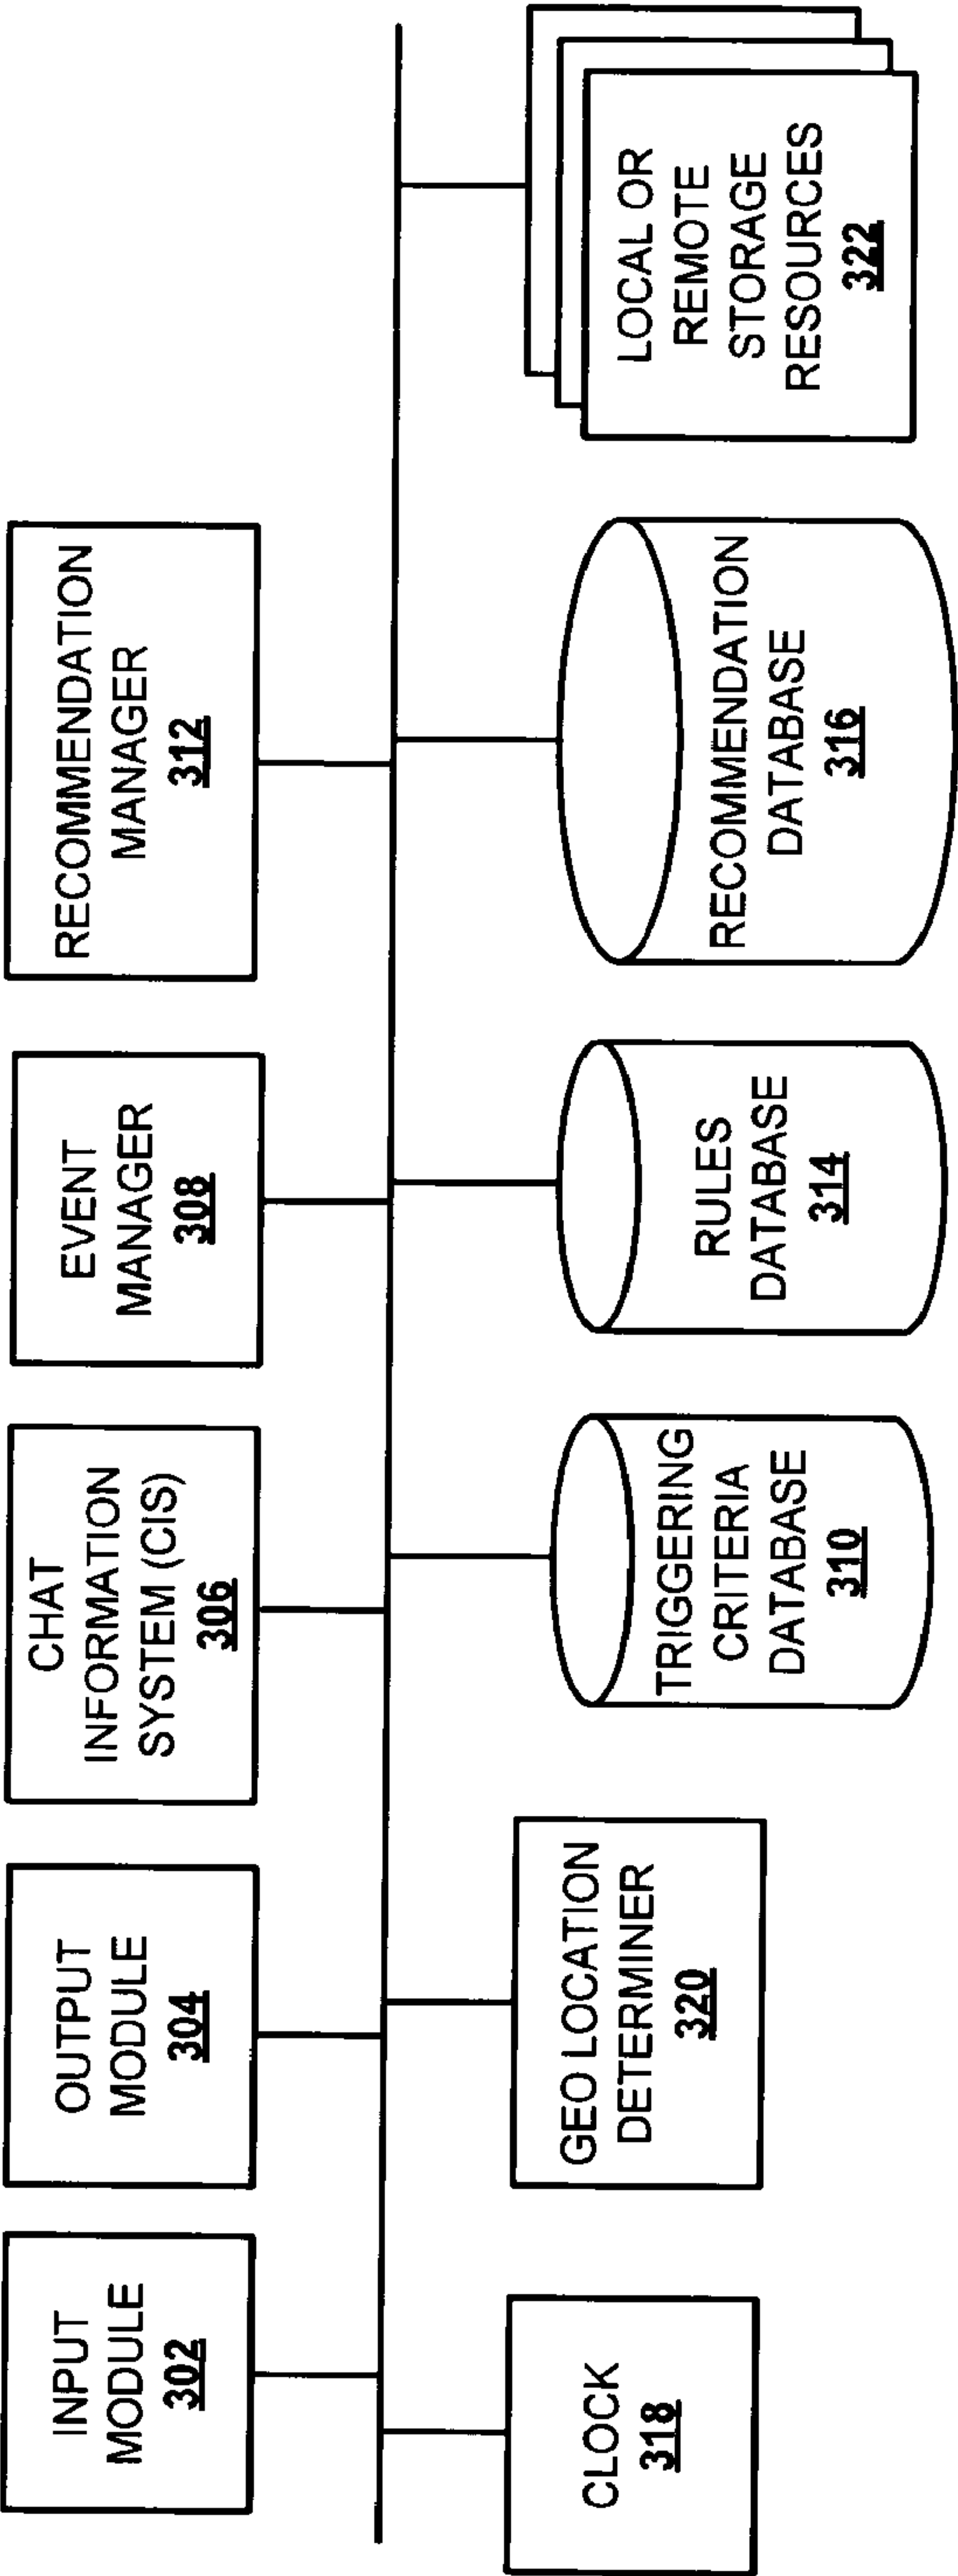 INPUT
MODULE
302
OUTPUT
MODULE
304
CHAT
INFORMATION
SYSTEM (CIS)
306
EVENT
MANAGER
308
RECOMMENDATION
MANAGER
312
CLOCK
318
GEO LOCATION
DETERMINER
320
TRIGGERING
CRITERIA
DATABASE
310
RULES
DATABASE
314
RECOMMENDATION
DATABASE
316
LOCAL OR
REMOTE
STORAGE
RESOURCES
322